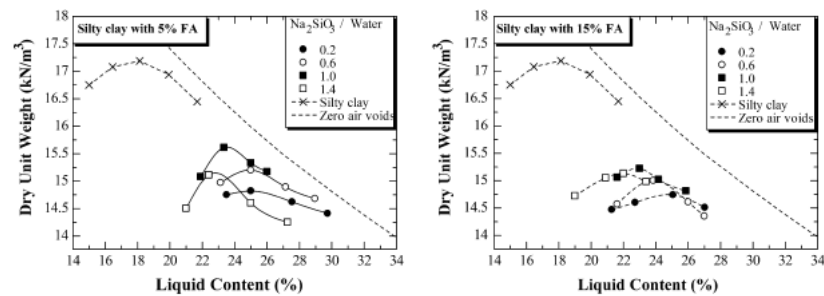 Silty clay with 5% FA
Na2SiO3 / Water
0.2
0.6
1.0
1.4
Silty clay
Zero air voids
Dry Unit Weight (kN/m³)
18
17.5
17
16.5
16
15.5
15
14.5
14
14 16 18 20 22 24 26 28 30 32 34
Liquid Content (%)
Silty clay with 15% FA
Na2SiO3 / Water
0.2
0.6
1.0
1.4
Silty clay
Zero air voids
Dry Unit Weight (kN/m³)
18
17.5
17
16.5
16
15.5
15
14.5
14
14 16 18 20 22 24 26 28 30 32 34
Liquid Content (%)